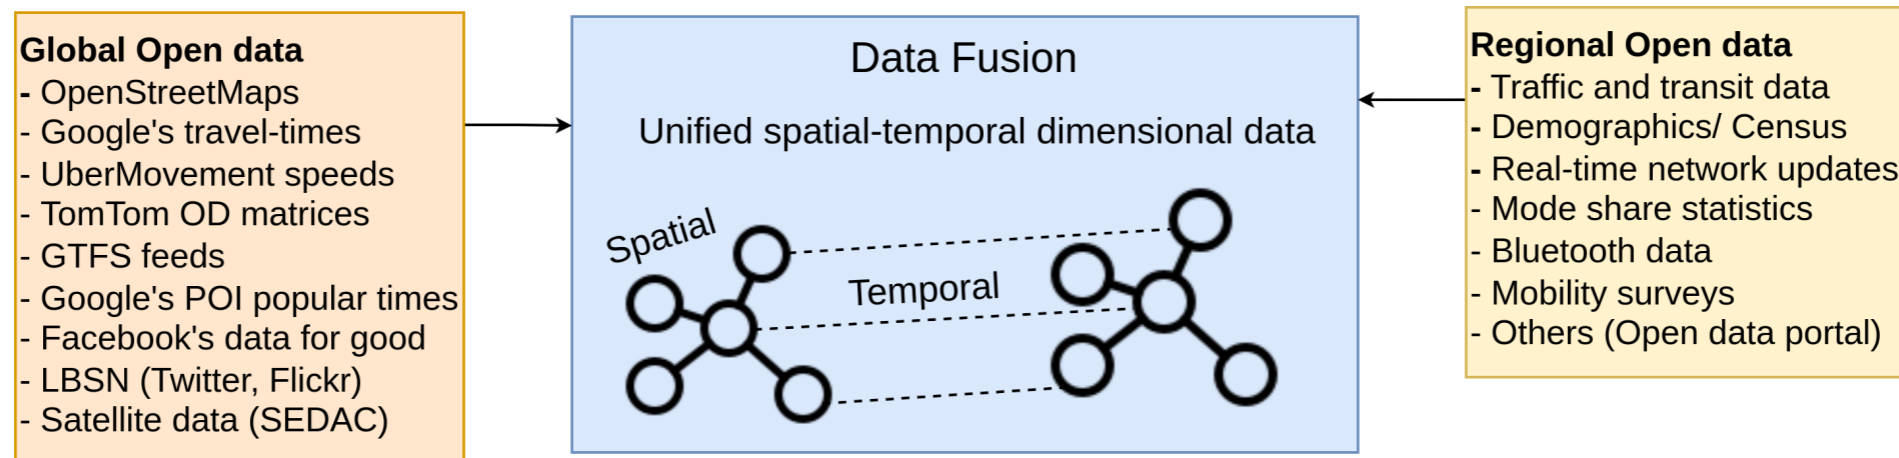 Global Open data
- OpenStreetMaps
- Google's travel-times
- UberMovement speeds
- TomTom OD matrices
- GTFS feeds
- Google's POI popular times
- Facebook's data for good
- LBSN (Twitter, Flickr)
- Satellite data (SEDAC)
Data Fusion
Unified spatial-temporal dimensional data
Spatial
Temporal
Regional Open data
- Traffic and transit data
- Demographics/ Census
- Real-time network updates
- Mode share statistics
- Bluetooth data
- Mobility surveys
- Others (Open data portal)